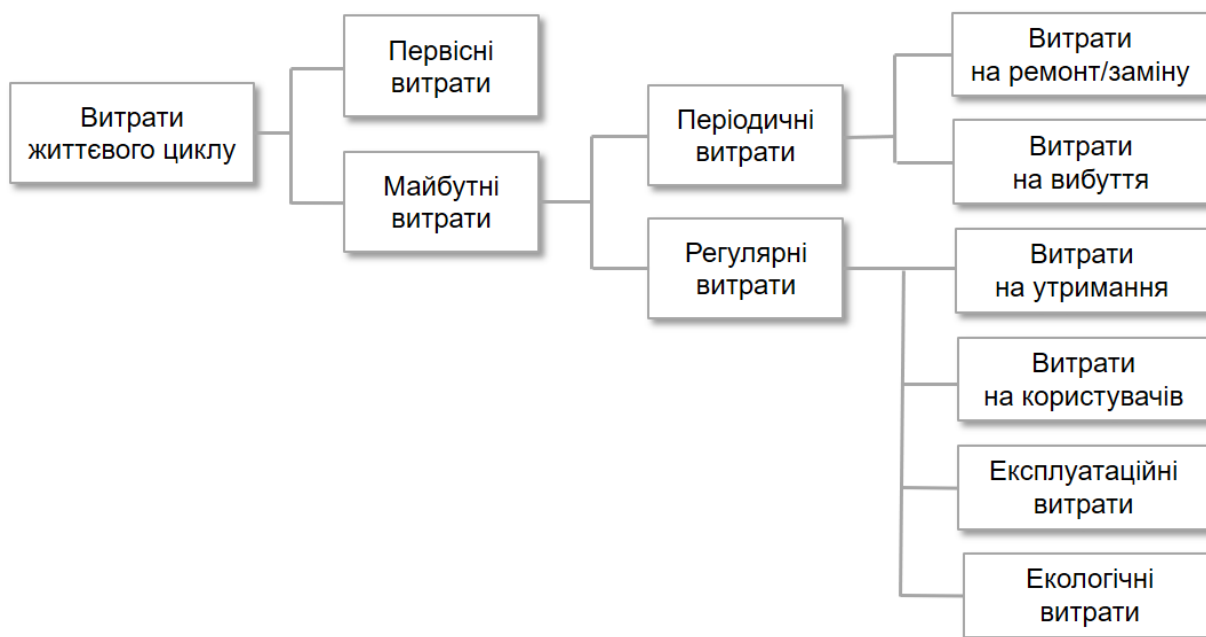 Витрати
життєвого циклу
Первісні
витрати
Майбутні
витрати
Періодичні
витрати
Регулярні
витрати
Витрати
на ремонт/заміну
Витрати
на вибуття
Витрати
на утримання
Витрати
на користувачів
Експлуатаційні
витрати
Екологічні
витрати